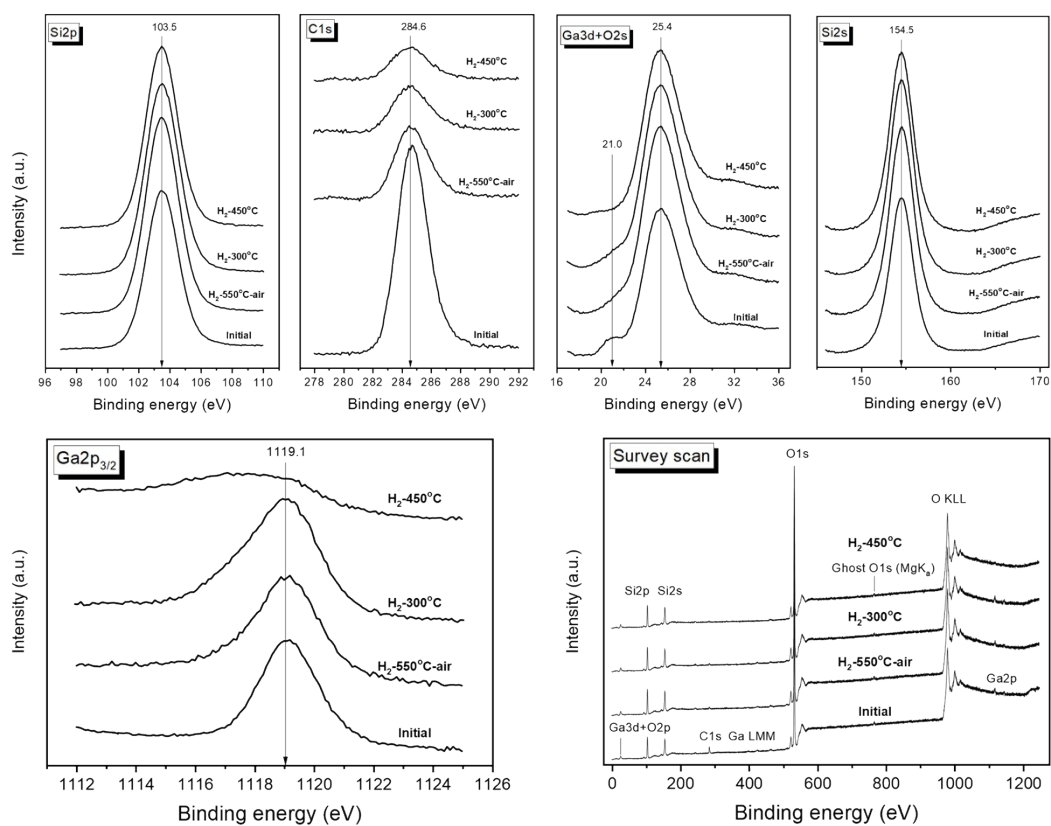 Si2p
103.5
H₂-450°C
H₂-300°C
H₂-550°C-air
Initial
96 98 100 102 104 106 108 110
Binding energy (eV)
Intensity (a.u.)
C1s
284.6
H₂-450°C
H₂-300°C
H₂-550°C-air
Initial
278 280 282 284 286 288 290 292
Binding energy (eV)
Ga3d+O2s
25.4
21.0
H₂-450°C
H₂-300°C
H₂-550°C-air
Initial
16 20 24 28 32 36
Binding energy (eV)
Si2s
154.5
H₂-450°C
H₂-300°C
H₂-550°C-air
Initial
150 160 170
Binding energy (eV)
Ga2p₃/₂
1119.1
H₂-450°C
H₂-300°C
H₂-550°C-air
Initial
1112 1114 1116 1118 1120 1122 1124 1126
Binding energy (eV)
Intensity (a.u.)
Survey scan
O1s
O KLL
H₂-450°C
Ghost O1s (MgKₐ)
Si2p Si2s
H₂-300°C
H₂-550°C-air
Ga2p
Initial
Ga3d+O2p
C1s Ga LMM
0 200 400 600 800 1000 1200
Binding energy (eV)
Intensity (a.u.)